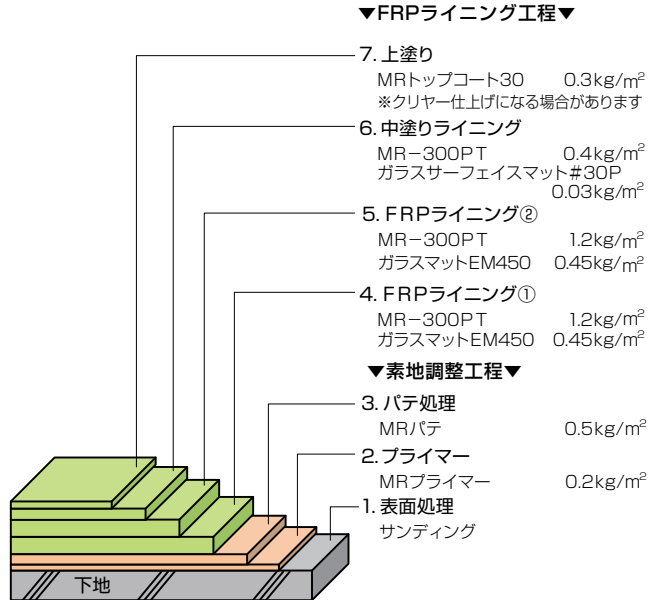 ▼FRPライニング工程▼
7. 上塗り
MRトップコート30 0.3kg/m²
※クリヤー仕上げになる場合があります
6. 中塗りライニング
MR−300PT 0.4kg/m²
ガラスサーフェイスマット#30P
0.03kg/m²
5. FRPライニング②
MR−300PT 1.2kg/m²
ガラスマットEM450 0.45kg/m²
4. FRPライニング①
MR−300PT 1.2kg/m²
ガラスマットEM450 0.45kg/m²
▼素地調整工程▼
3. パテ処理
MRパテ 0.5kg/m²
2. プライマー
MRプライマー 0.2kg/m²
1. 表面処理
サンディング
下地